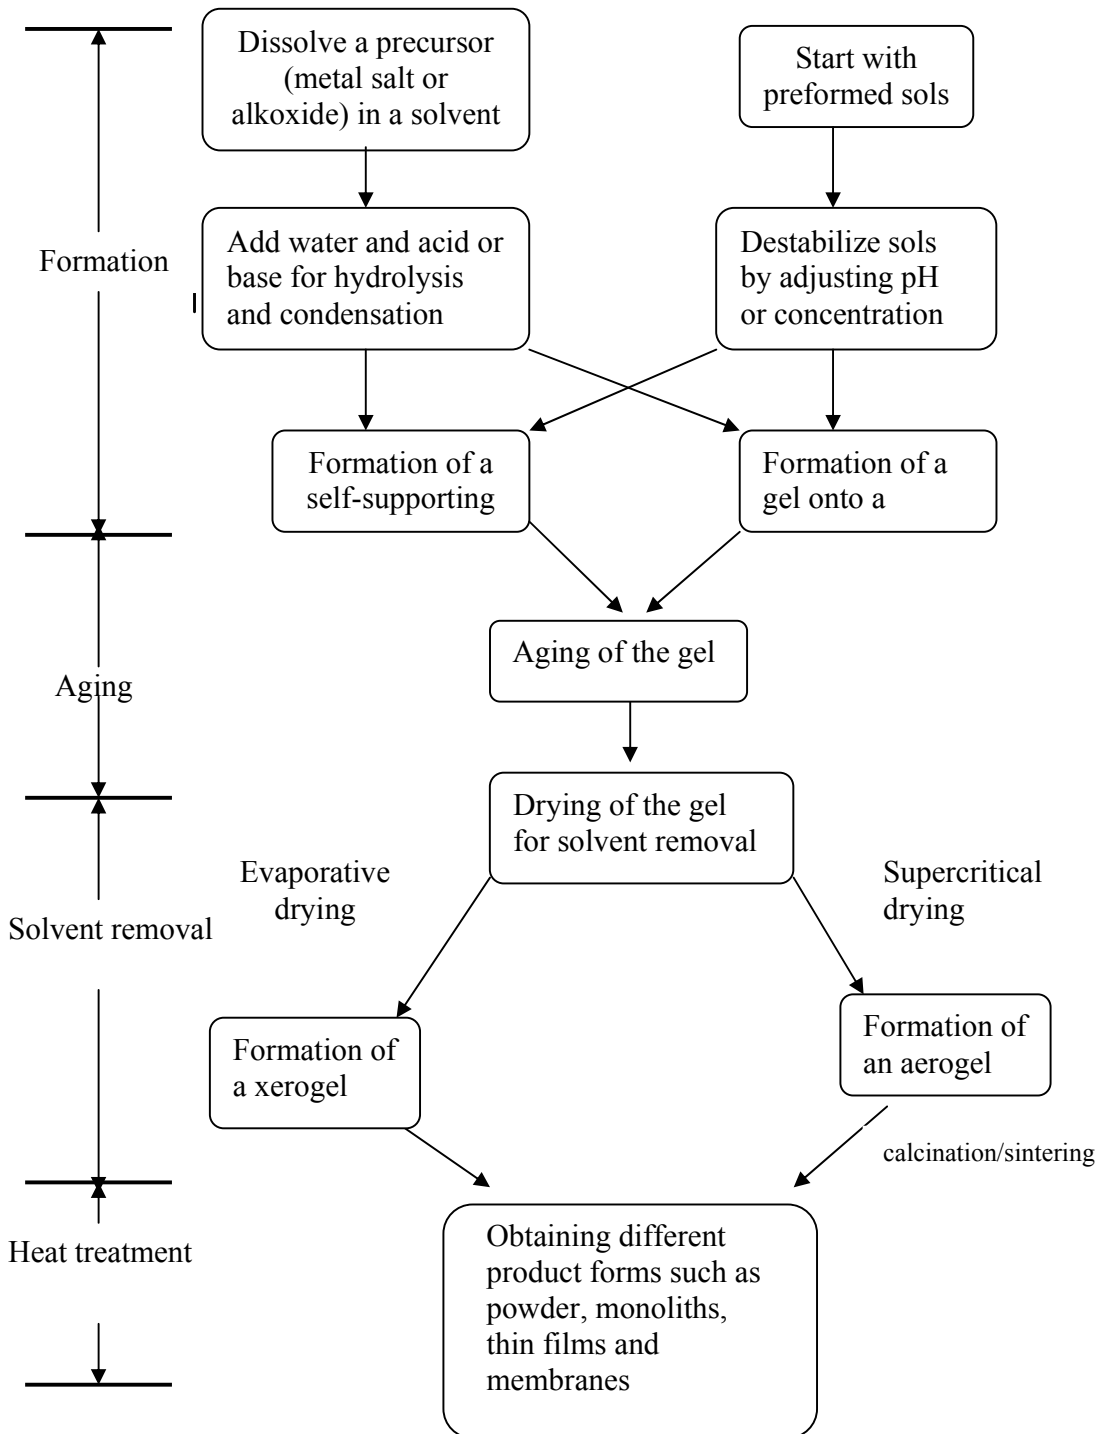 Dissolve a precursor
(metal salt or
alkoxide) in a solvent
Start with
preformed sols
Formation
Add water and acid or
base for hydrolysis
and condensation
Destabilize sols
by adjusting pH
or concentration
Formation of a
self-supporting
Formation of a
gel onto a
Aging
Aging of the gel
Drying of the gel
for solvent removal
Evaporative
drying
Supercritical
drying
Solvent removal
Formation of
a xerogel
Formation of
an aerogel
calcination/sintering
Heat treatment
Obtaining different
product forms such as
powder, monoliths,
thin films and
membranes